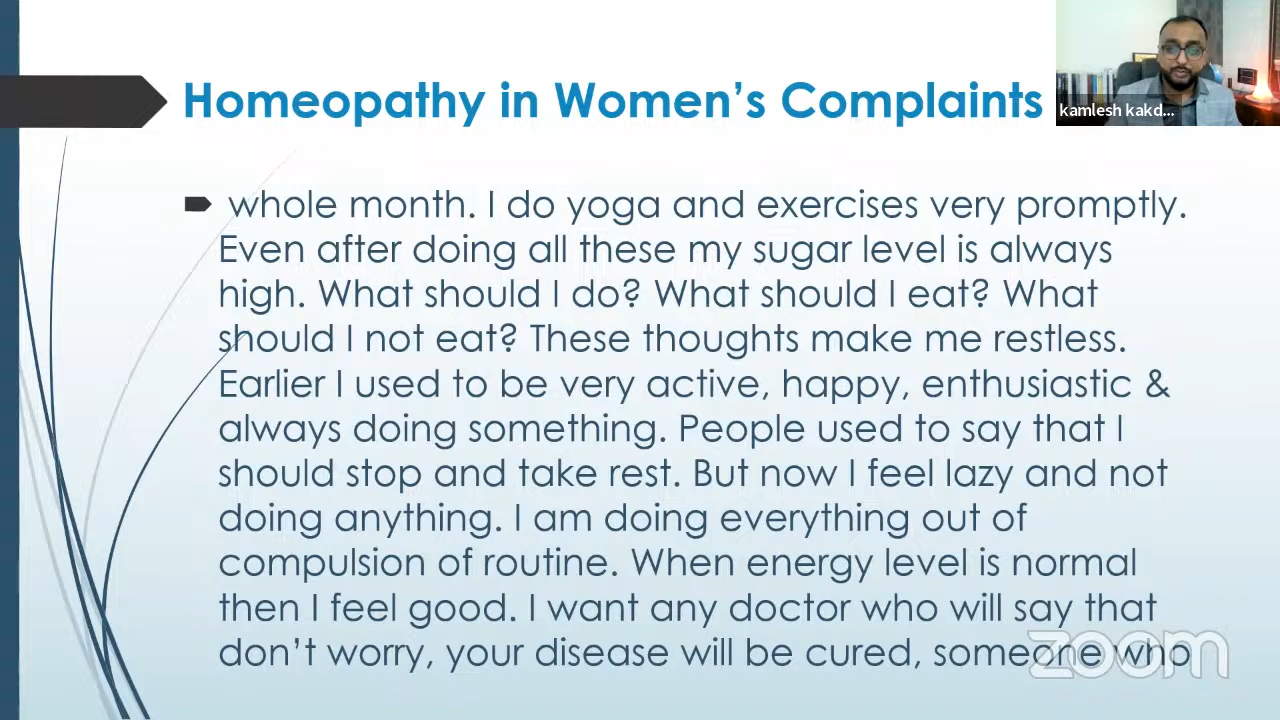 Homeopathy in Women's Complaints
kamlesh kakd...
whole month. I do yoga and exercises very promptly.
Even after doing all these my sugar level is always
high. What should I do? What should I eat? What
should I not eat? These thoughts make me restless.
Earlier I used to be very active, happy, enthusiastic &
always doing something. People used to say that I
should stop and take rest. But now I feel lazy and not
doing anything. I am doing everything out of
compulsion of routine. When energy level is normal
then I feel good. I want any doctor who will say that
don't worry, your disease will be cured, someone who
zoom